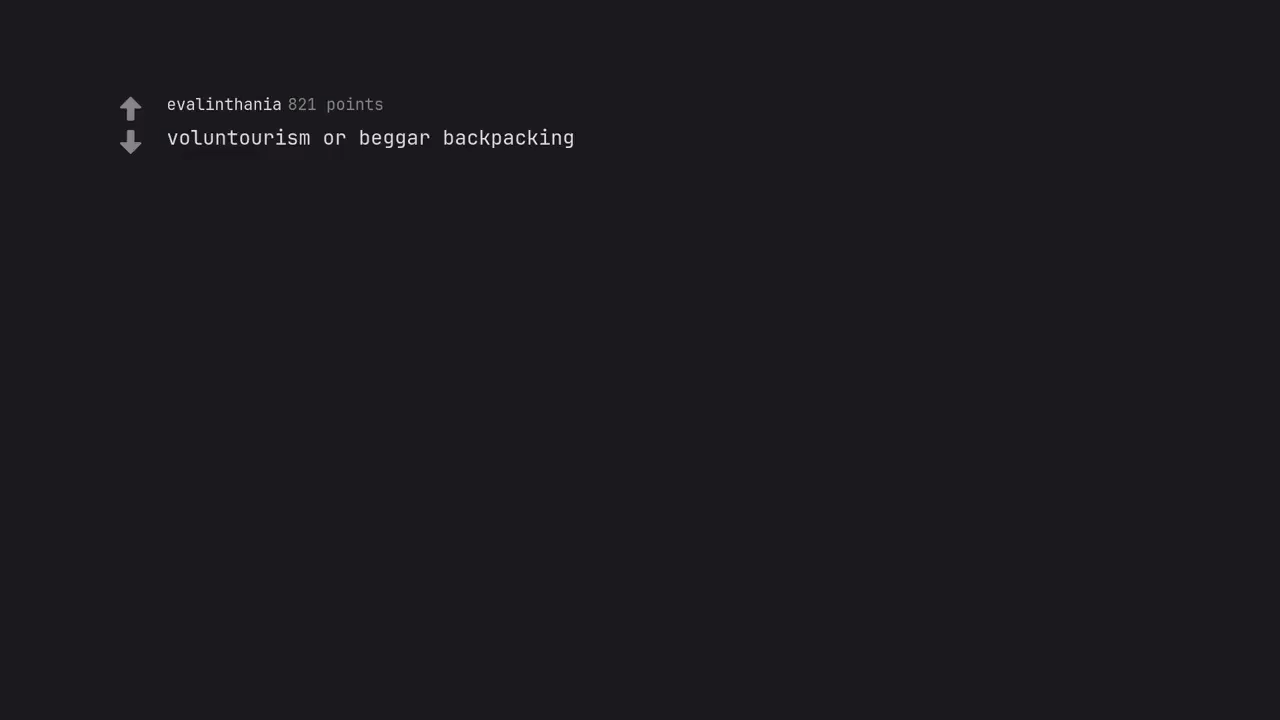 evalinthania 821 points
voluntourism or beggar backpacking